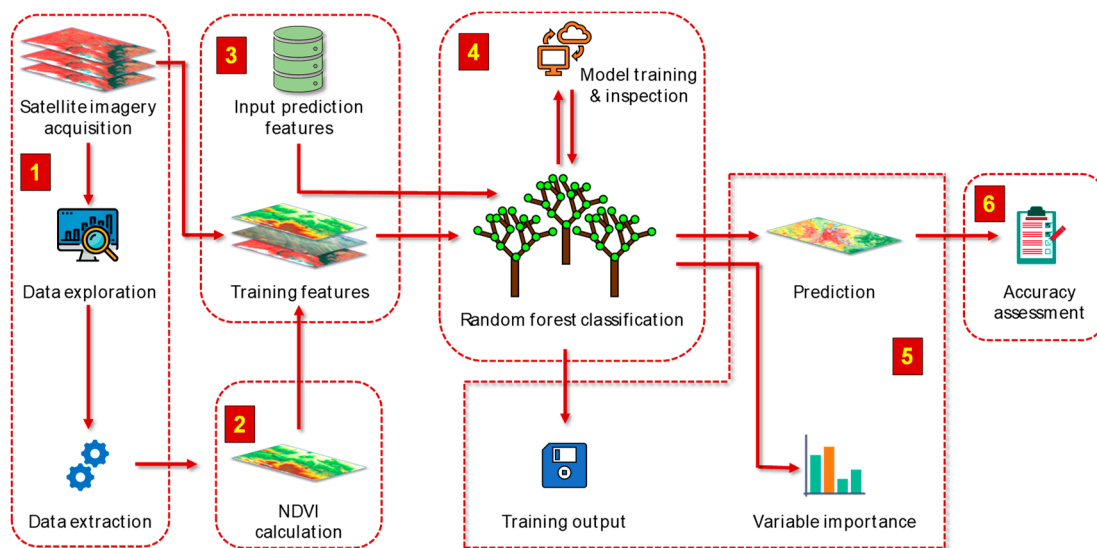 1
Satellite imagery
acquisition
Data exploration
Data extraction
2
NDVI
calculation
3
Input prediction
features
Training features
4
Model training
& inspection
Random forest classification
5
Prediction
Training output
Variable importance
6
Accuracy
assessment